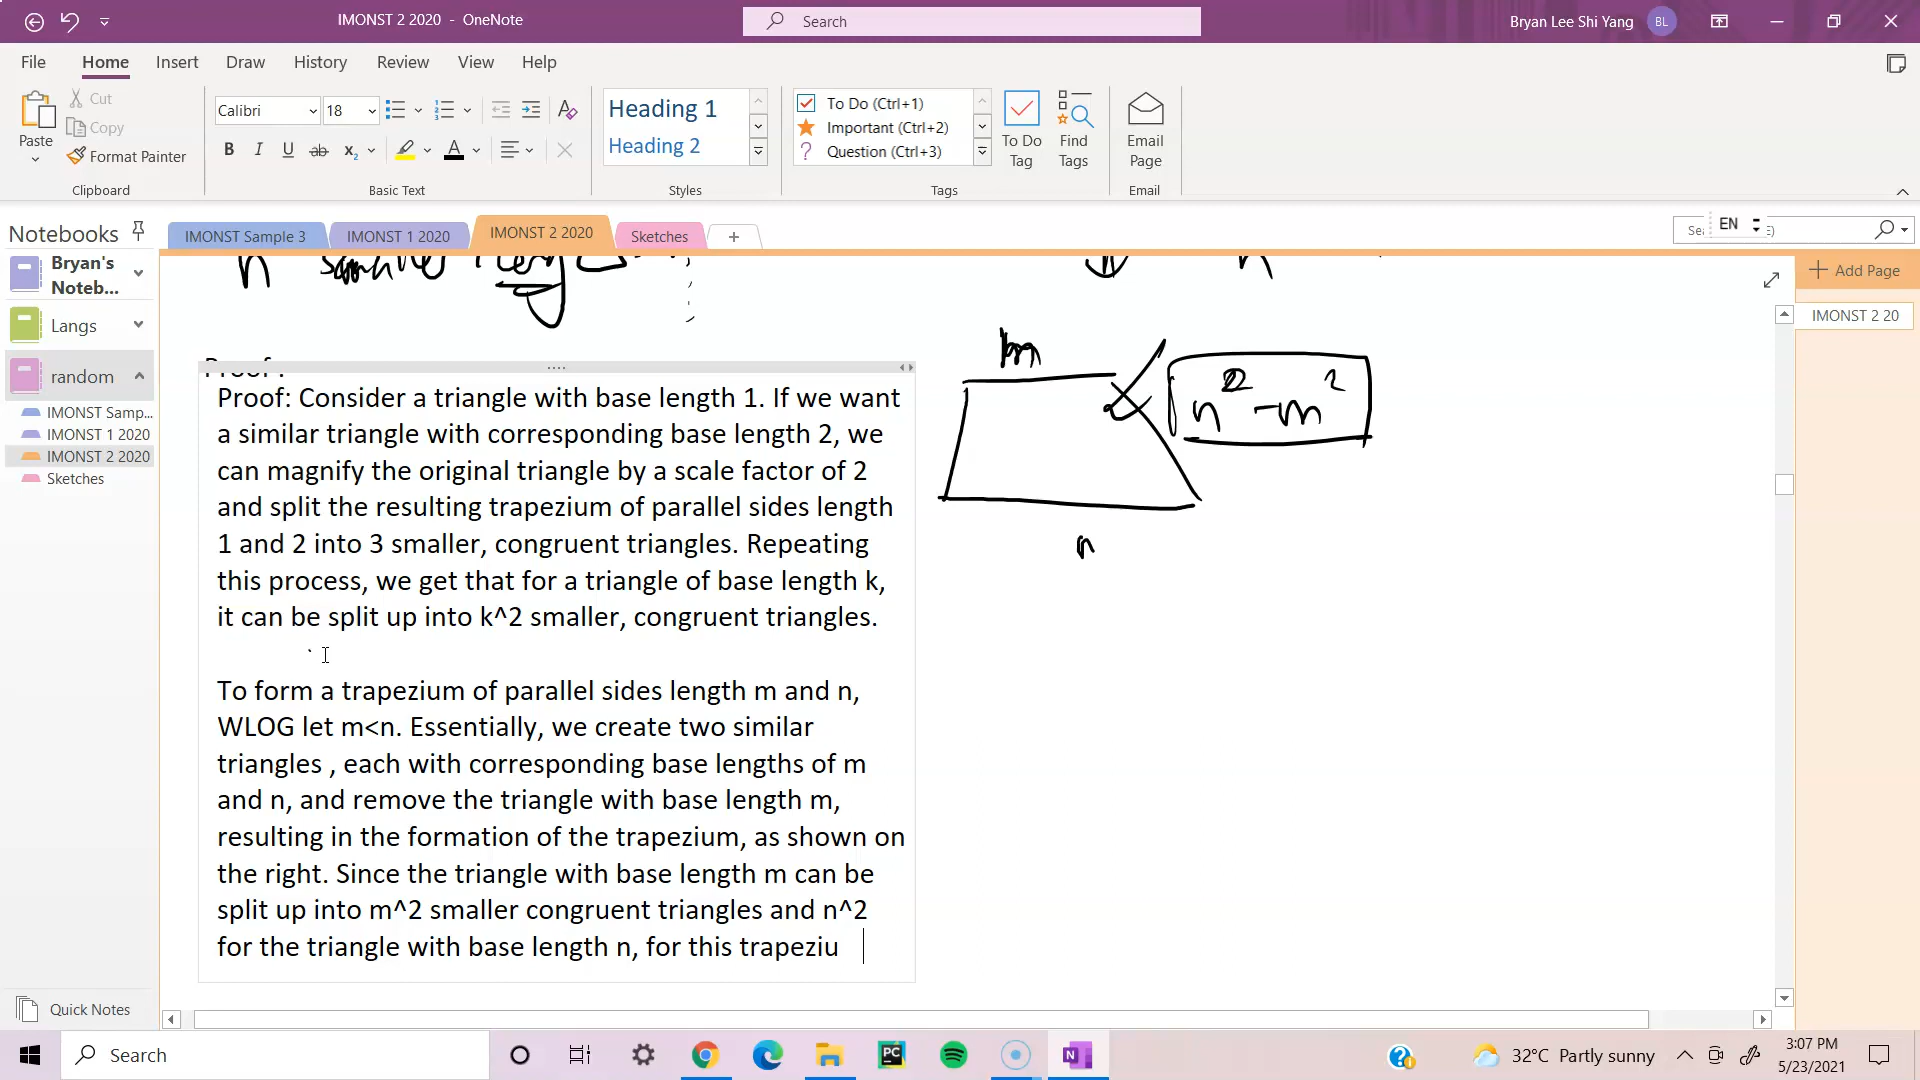 IMONST 2 2020 - OneNote
Search
Bryan Lee Shi Yang
BL
File Home Insert Draw History Review View Help
Paste
Cut
Copy
Format Painter
Clipboard
Calibri 18
Basic Text
Heading 1
Heading 2
Styles
To Do (Ctrl+1)
Important (Ctrl+2)
Question (Ctrl+3)
To Do Tag
Find Tags
Tags
Email Page
Email
Notebooks
IMONST Sample 3
IMONST 1 2020
IMONST 2 2020
Sketches
EN
Bryan's Noteb...
Langs
random
IMONST Samp...
IMONST 1 2020
IMONST 2 2020
Sketches
Quick Notes
Add Page
IMONST 2 20
n smaller
Proof:
Proof: Consider a triangle with base length 1. If we want
a similar triangle with corresponding base length 2, we
can magnify the original triangle by a scale factor of 2
and split the resulting trapezium of parallel sides length
1 and 2 into 3 smaller, congruent triangles. Repeating
this process, we get that for a triangle of base length k,
it can be split up into k^2 smaller, congruent triangles.
To form a trapezium of parallel sides length m and n,
WLOG let m<n. Essentially, we create two similar
triangles , each with corresponding base lengths of m
and n, and remove the triangle with base length m,
resulting in the formation of the trapezium, as shown on
the right. Since the triangle with base length m can be
split up into m^2 smaller congruent triangles and n^2
for the triangle with base length n, for this trapeziu
m
n² - m²
n
Search
32°C Partly sunny
3:07 PM
5/23/2021